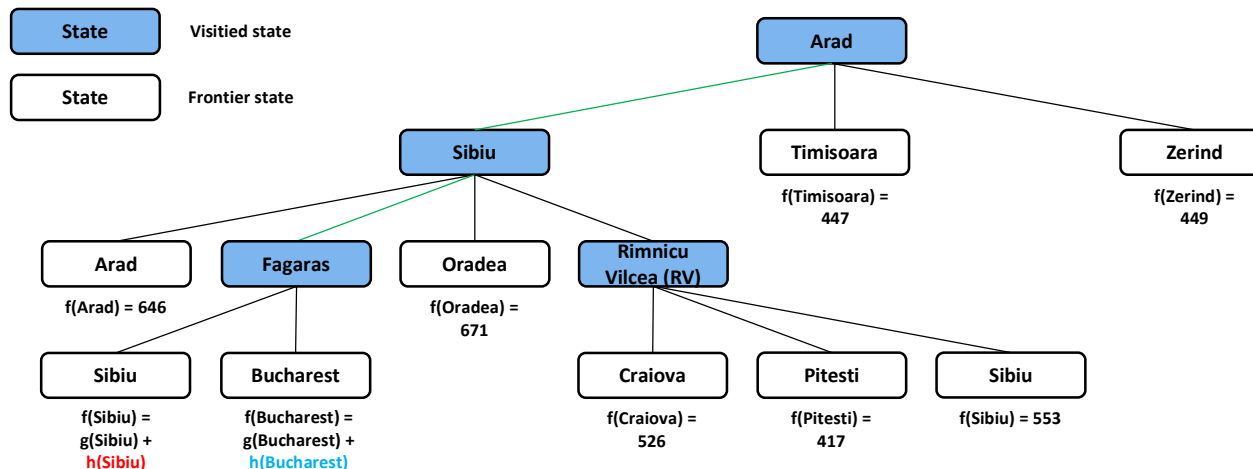 State
Visitied state
Arad
State
Frontier state
Sibiu
Timisoara
Zerind
f(Timisoara) =
447
f(Zerind) =
449
Arad
Fagaras
Oradea
Rimnicu
Vilcea (RV)
f(Arad) = 646
f(Oradea) =
671
Sibiu
Bucharest
Craiova
Pitesti
Sibiu
f(Sibiu) =
g(Sibiu) +
h(Sibiu)
f(Bucharest) =
g(Bucharest) +
h(Bucharest)
f(Craiova) =
526
f(Pitesti) =
417
f(Sibiu) = 553